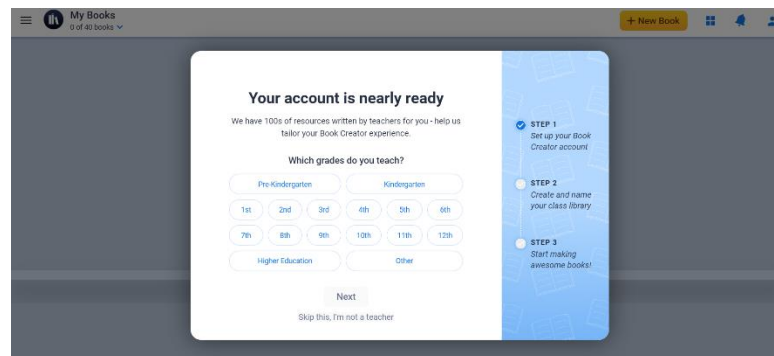 My Books
0 of 40 books
+ New Book
Your account is nearly ready
We have 100s of resources written by teachers for you - help us
tailor your Book Creator experience.
Which grades do you teach?
Pre-Kindergarten Kindergarten
1st 2nd 3rd 4th 5th 6th
7th 8th 9th 10th 11th 12th
Higher Education Other
Next
Skip this, I'm not a teacher
STEP 1
Set up your Book
Creator account
STEP 2
Create and name
your class library
STEP 3
Start making
awesome books!